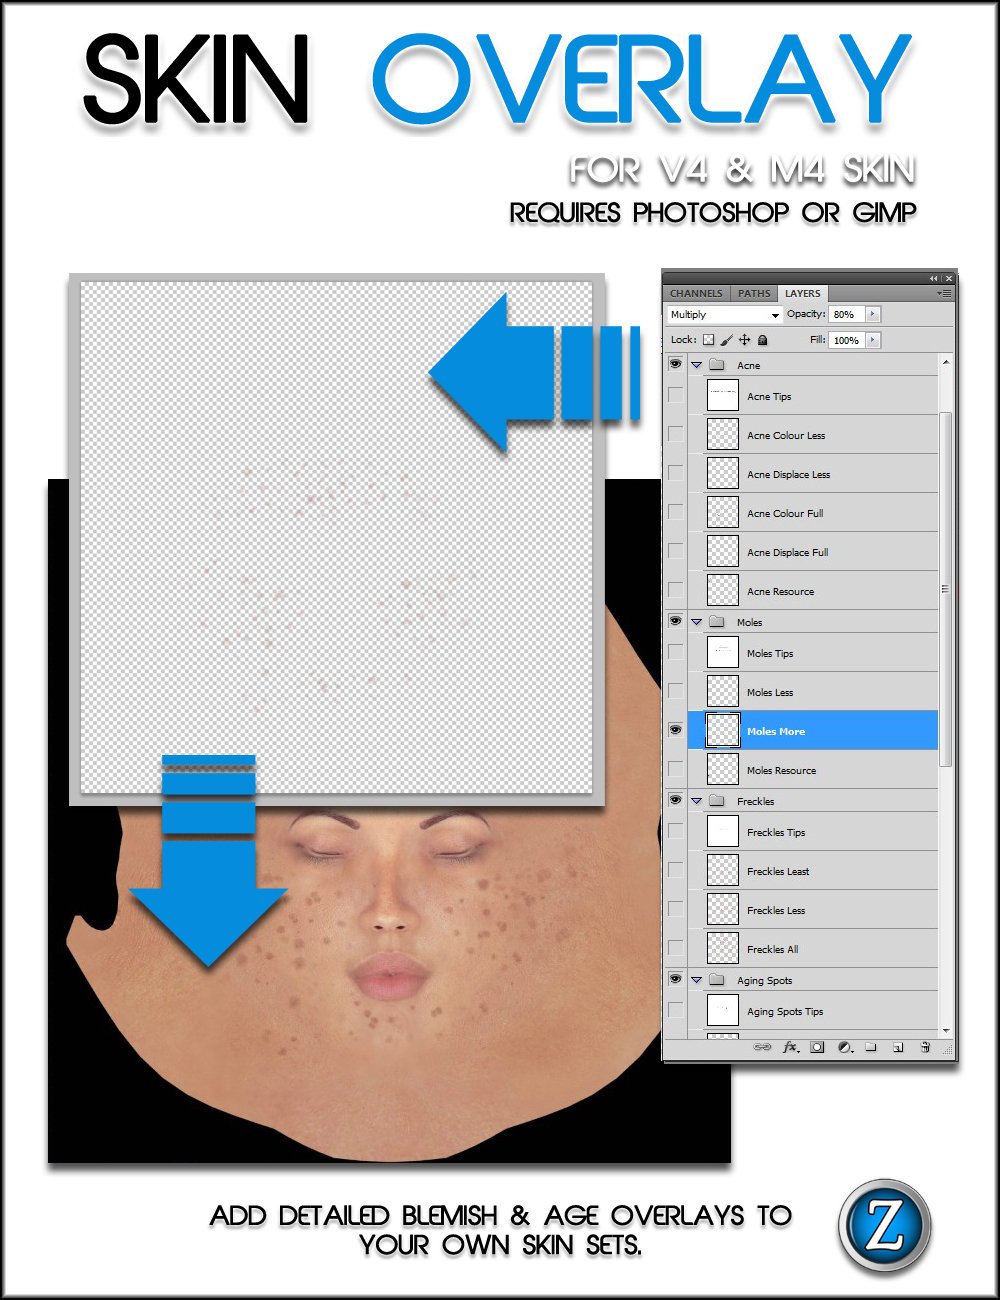 SKIN OVERLAY
FOR V4 & M4 SKIN
REQUIRES PHOTOSHOP OR GIMP
CHANNELS PATHS LAYERS
Multiply Opacity: 80%
Lock: Fill: 100%
Acne
Acne Tips
Acne Colour Less
Acne Displace Less
Acne Colour Full
Acne Displace Full
Acne Resource
Moles
Moles Tips
Moles Less
Moles More
Moles Resource
Freckles
Freckles Tips
Freckles Least
Freckles Less
Freckles All
Aging Spots
Aging Spots Tips
fx
ADD DETAILED BLEMISH & AGE OVERLAYS TO
YOUR OWN SKIN SETS.
Z